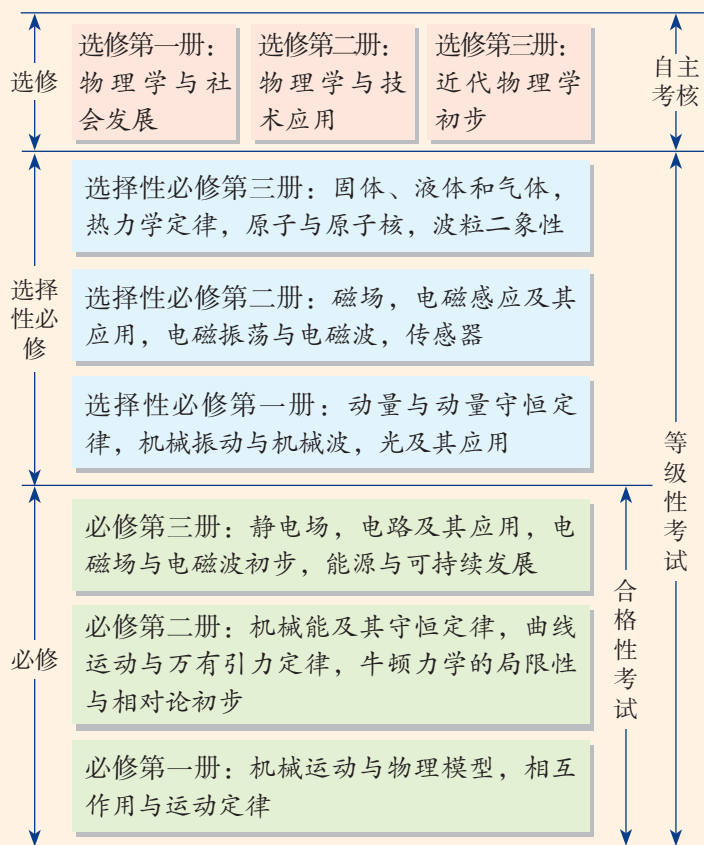 选修
选修第一册：
物理学与社
会发展
选修第二册：
物理学与技
术应用
选修第三册：
近代物理学
初步
自主
考核
选择
性必
修
选择性必修第三册：固体、液体和气体，
热力学定律，原子与原子核，波粒二象性
选择性必修第二册：磁场，电磁感应及其
应用，电磁振荡与电磁波，传感器
选择性必修第一册：动量与动量守恒定
律，机械振动与机械波，光及其应用
等级性考试
必修
必修第三册：静电场，电路及其应用，电
磁场与电磁波初步，能源与可持续发展
必修第二册：机械能及其守恒定律，曲线
运动与万有引力定律，牛顿力学的局限性
与相对论初步
必修第一册：机械运动与物理模型，相互
作用与运动定律
合格性考试